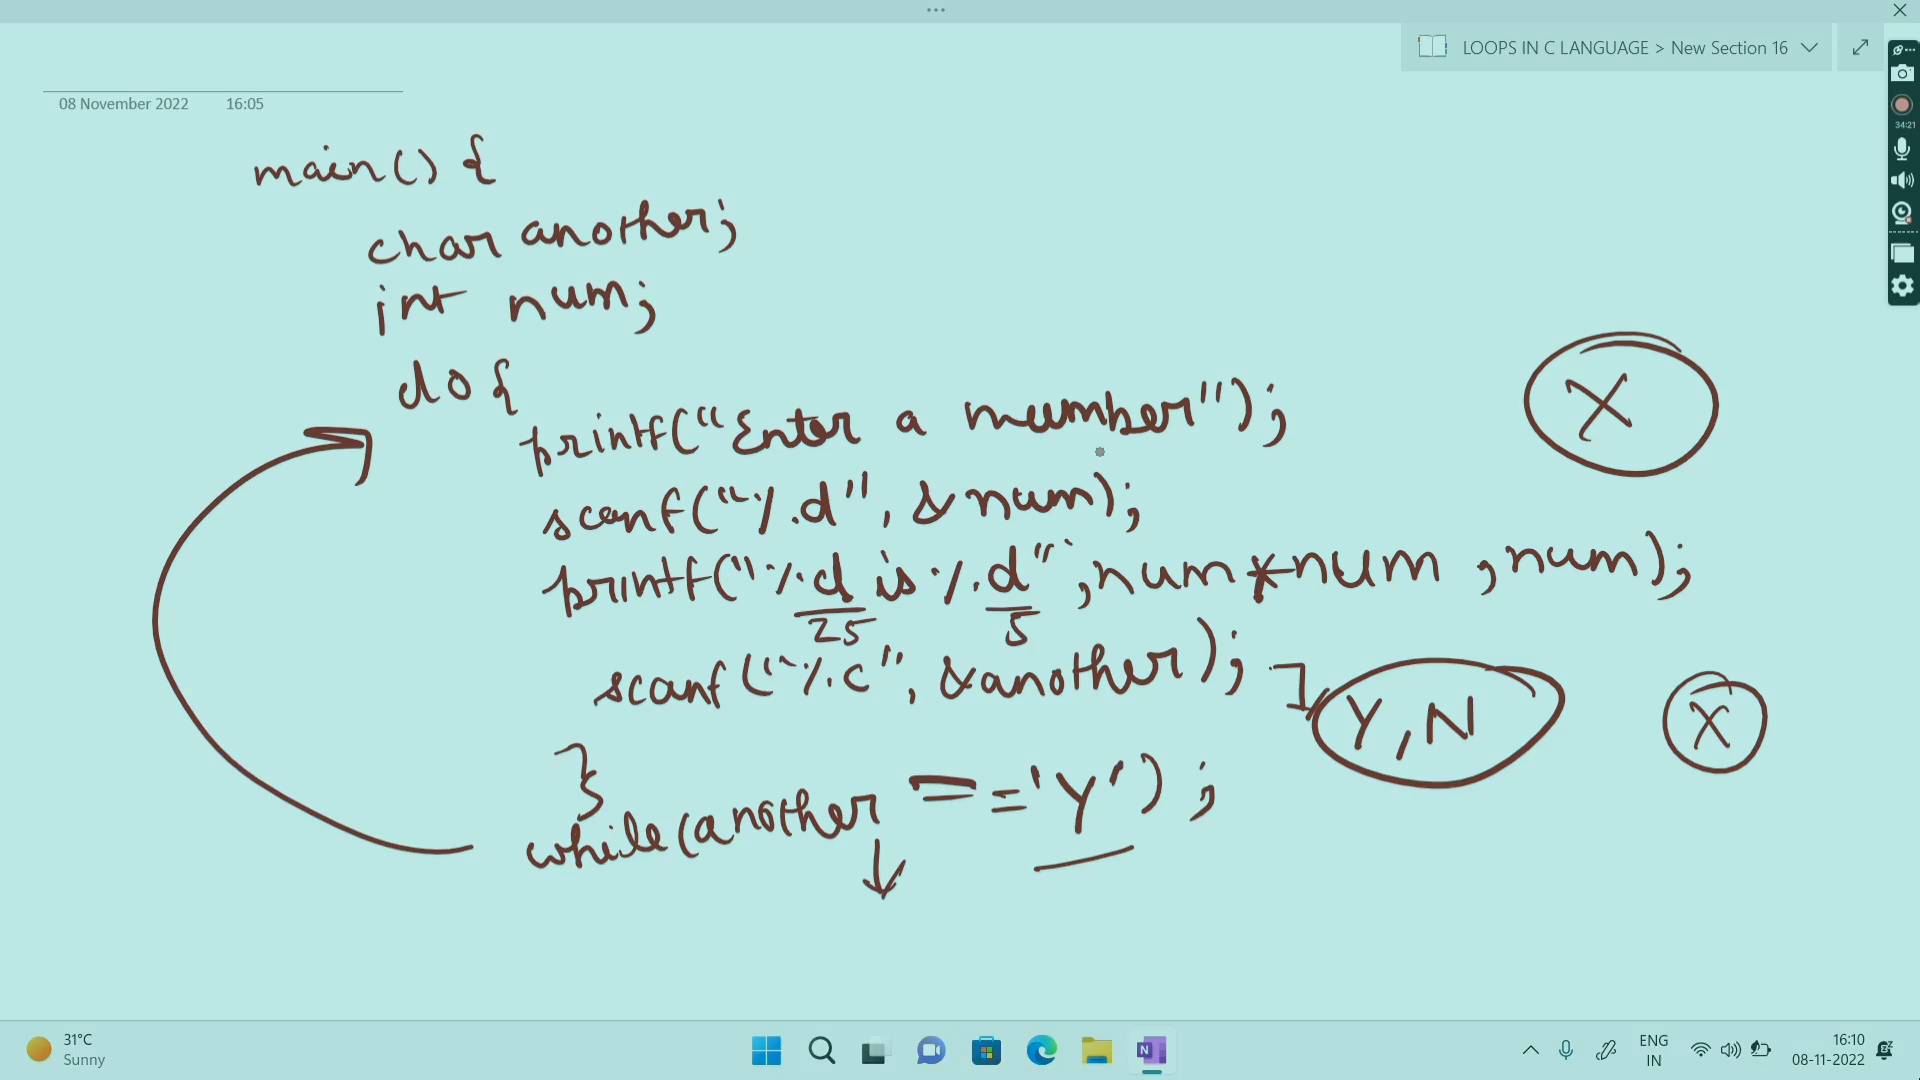 LOOPS IN C LANGUAGE > New Section 16
08 November 2022 16:05
34:21
main() {
char another;
int num;
do {
printf("Enter a number");
X
scanf("%d", &num);
printf("%d is %d", num*num, num);
25 5
scanf("%c", &another);
Y, N
X
}
while(another == 'Y');
31°C
Sunny
ENG
IN
16:10
08-11-2022